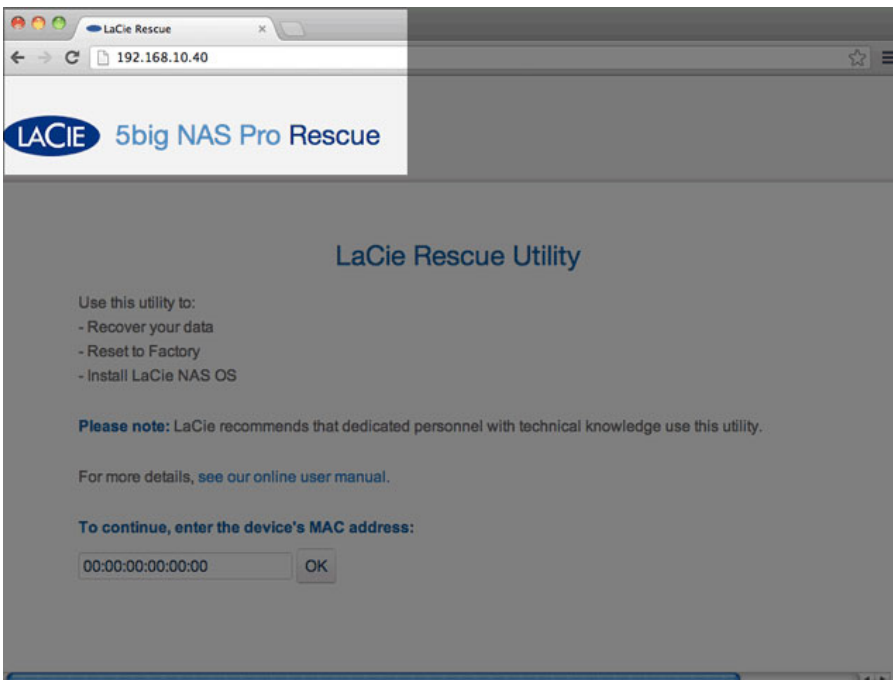 LaCie Rescue
192.168.10.40
LACIE 5big NAS Pro Rescue
LaCie Rescue Utility
Use this utility to:
- Recover your data
- Reset to Factory
- Install LaCie NAS OS
Please note: LaCie recommends that dedicated personnel with technical knowledge use this utility.
For more details, see our online user manual.
To continue, enter the device's MAC address:
00:00:00:00:00:00 OK